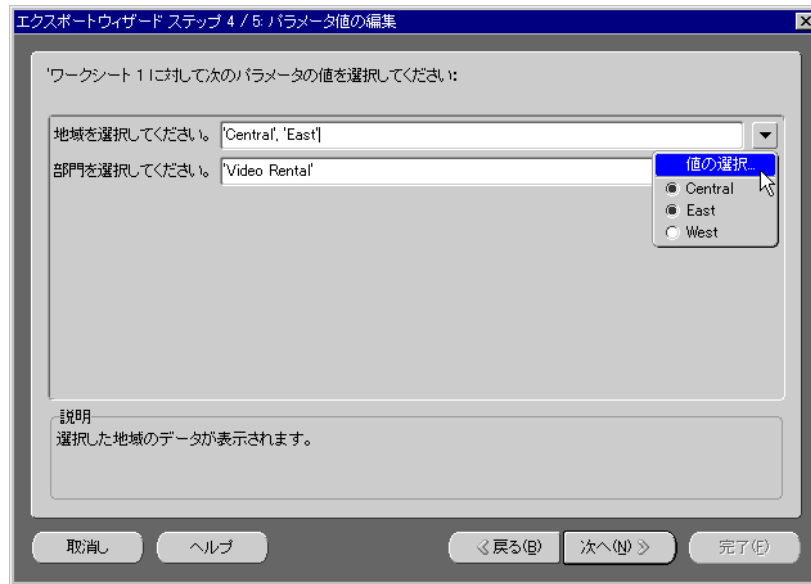 エクスポートウィザード ステップ 4 / 5: パラメータ値の編集
'ワークシート 1'に対して次のパラメータの値を選択してください:
地域を選択してください。 'Central', 'East'
部門を選択してください。 'Video Rental'
値の選択...
Central
East
West
説明
選択した地域のデータが表示されます。
取消し ヘルプ 戻る(B) 次へ(N) 完了(F)